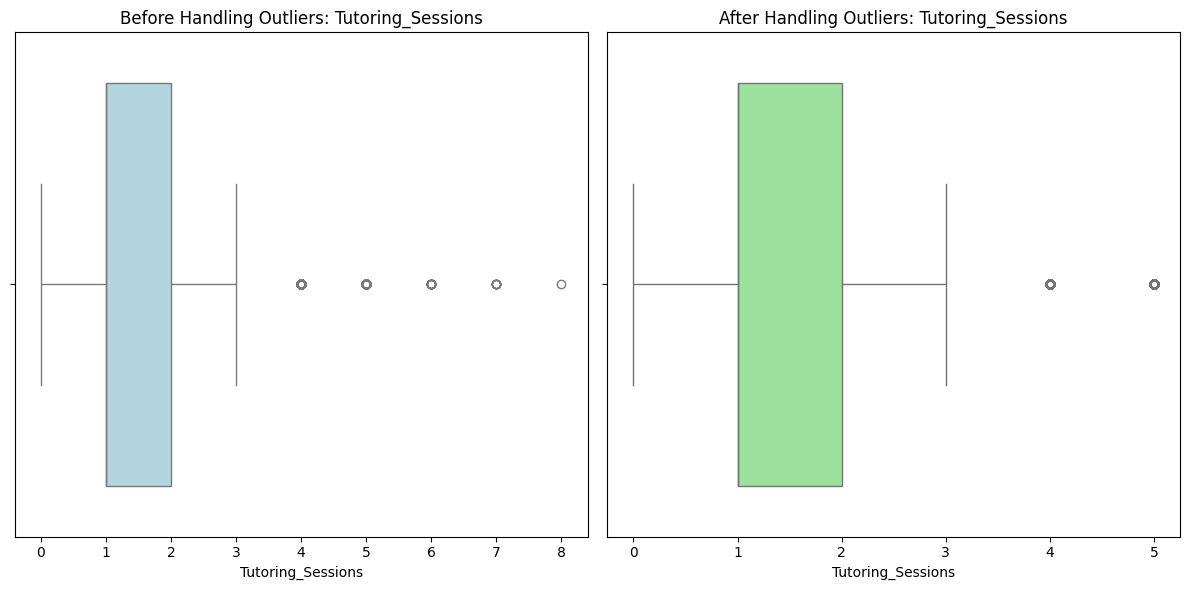 Before Handling Outliers: Tutoring_Sessions
0 1 2 3 4 5 6 7 8
Tutoring_Sessions
After Handling Outliers: Tutoring_Sessions
0 1 2 3 4 5
Tutoring_Sessions